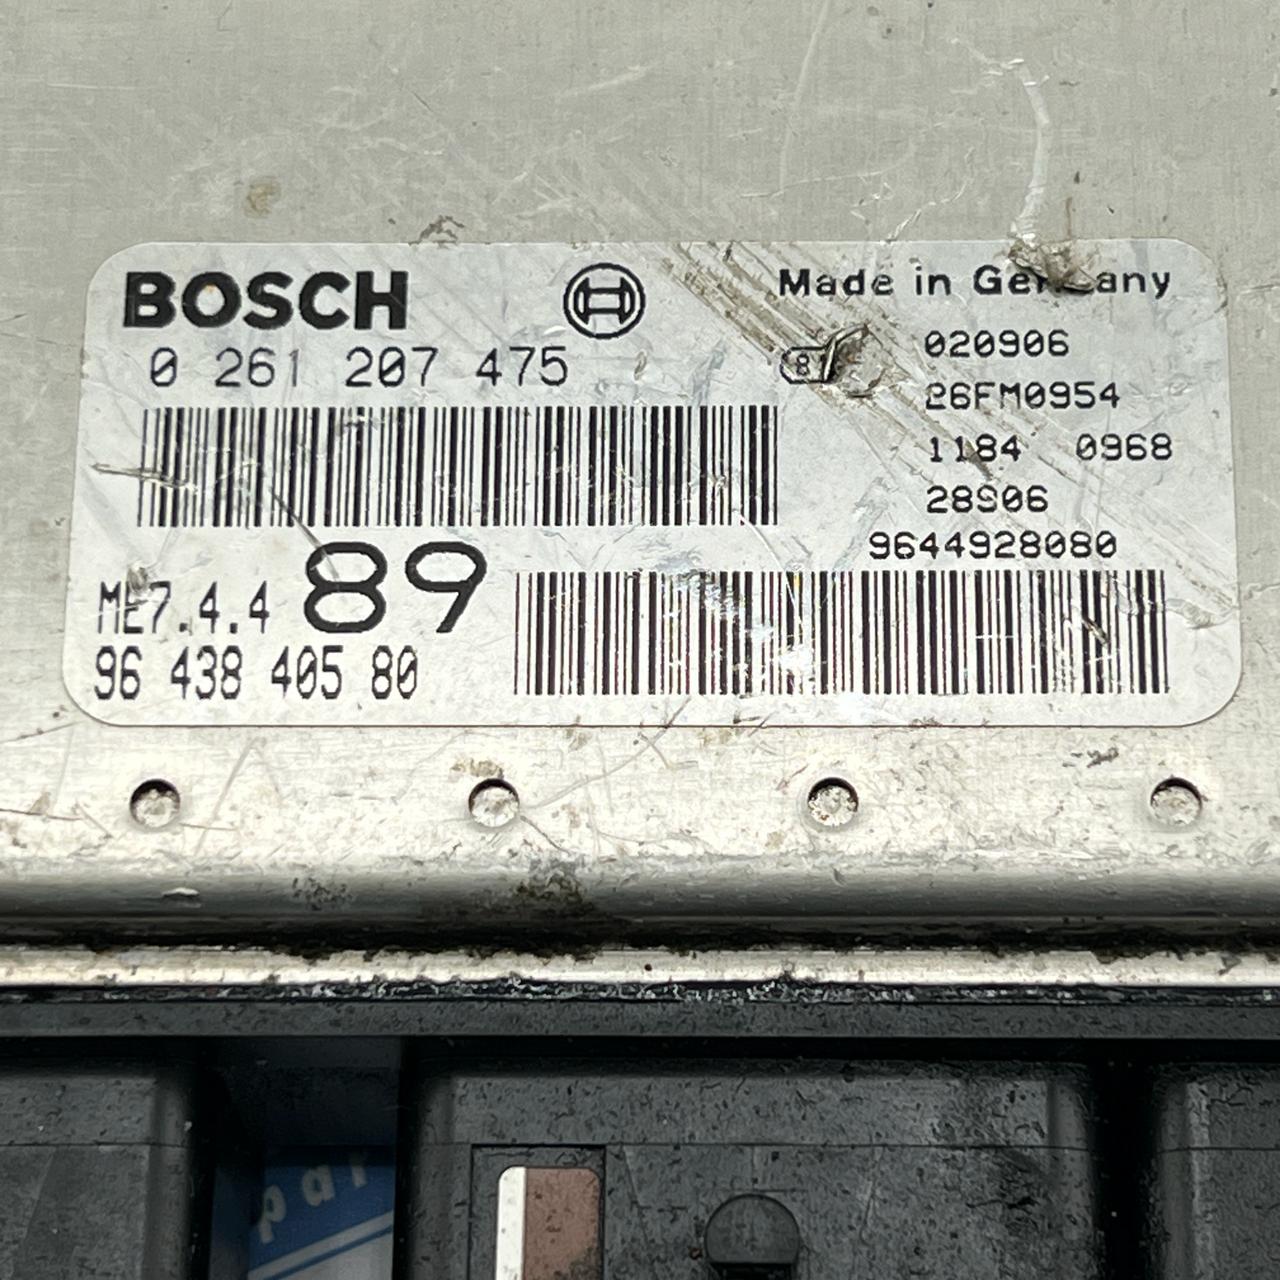 BOSCH
0 261 207 475
Made in Germany
020906
26FM0954
1184 0968
28S06
9644928080
ME7.4.4 89
96 438 405 80
par